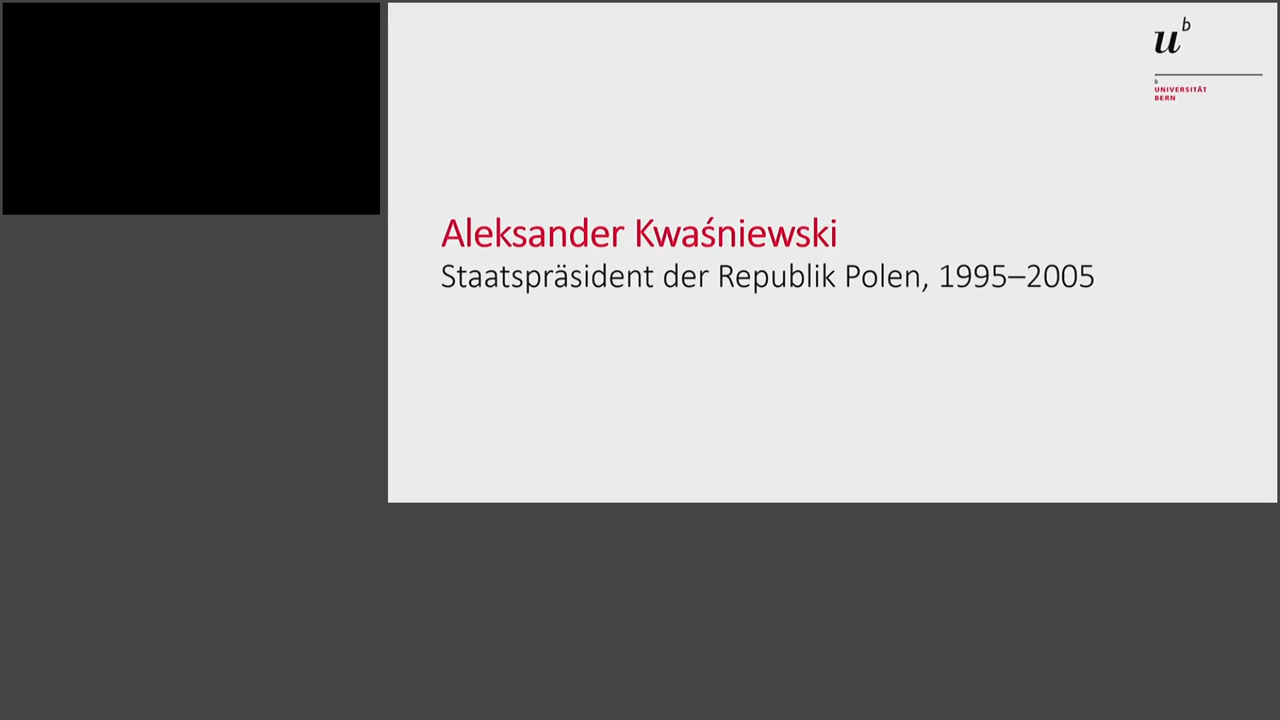 u^b
b
UNIVERSITÄT
BERN
Aleksander Kwaśniewski
Staatspräsident der Republik Polen, 1995–2005